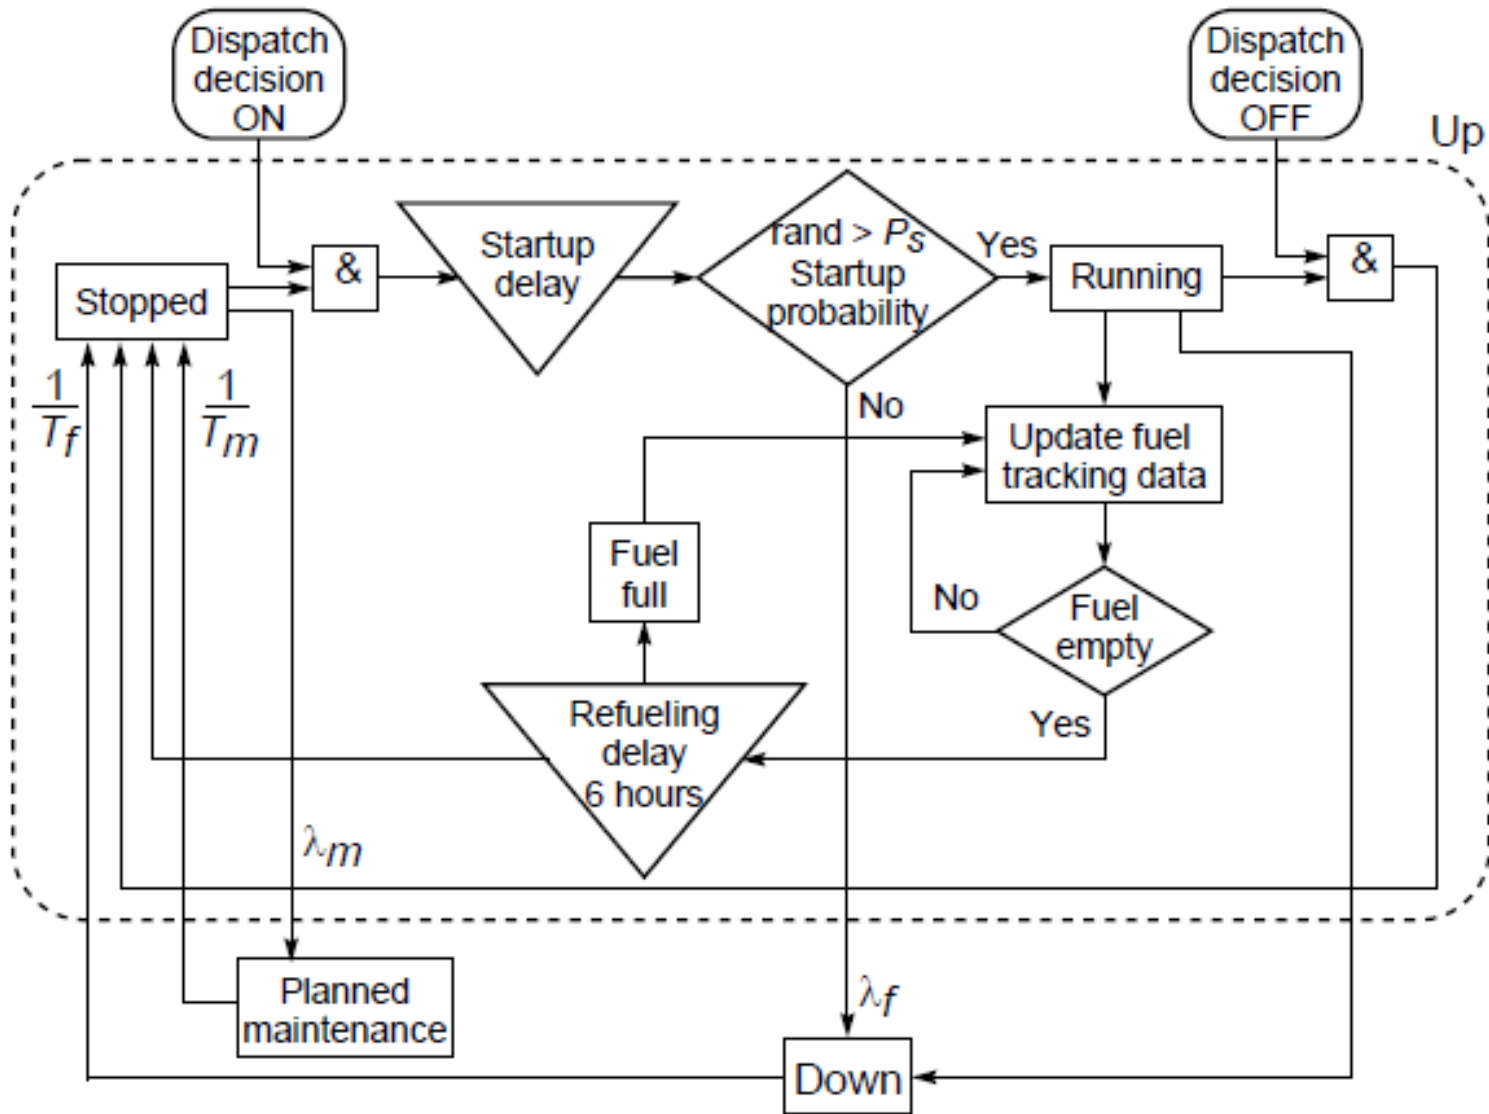 Dispatch
decision
ON
Dispatch
decision
OFF
Up
Startup
delay
rand > Ps
Startup
probability
Yes
&
Stopped
Running
&
1
Tf
1
Tm
No
Update fuel
tracking data
Fuel
full
No
Fuel
empty
Refueling
delay
6 hours
Yes
λm
Planned
maintenance
λf
Down